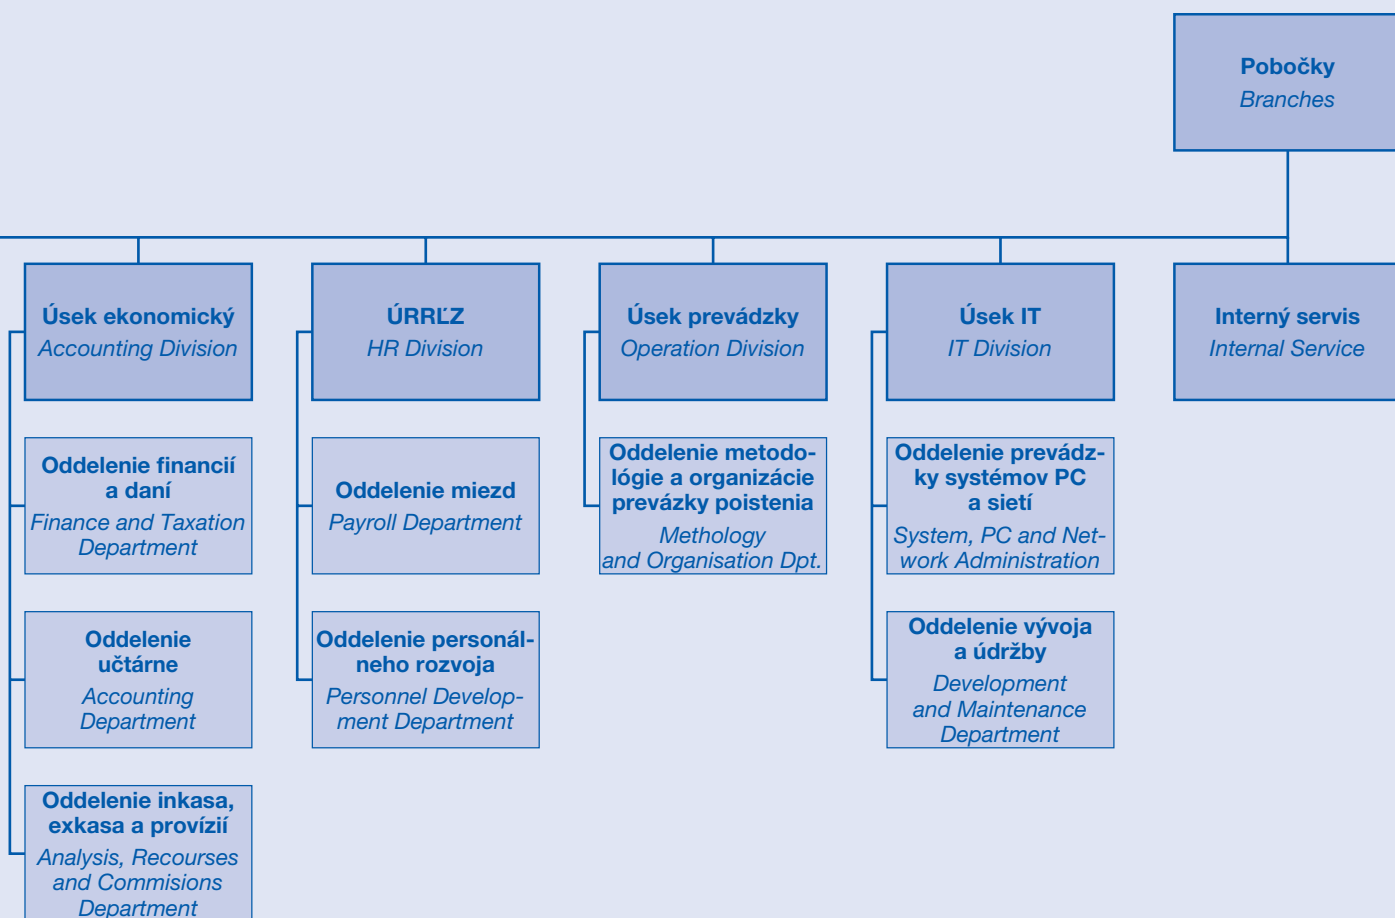 Pobočky
Branches
Úsek ekonomický
Accounting Division
ÚRRĽZ
HR Division
Úsek prevádzky
Operation Division
Úsek IT
IT Division
Interný servis
Internal Service
Oddelenie financií
a daní
Finance and Taxation
Department
Oddelenie miezd
Payroll Department
Oddelenie metodo-
lógie a organizácie
prevázky poistenia
Methology
and Organisation Dpt.
Oddelenie prevádz-
ky systémov PC
a sietí
System, PC and Net-
work Administration
Oddelenie
učtárne
Accounting
Department
Oddelenie personál-
neho rozvoja
Personnel Develop-
ment Department
Oddelenie vývoja
a údržby
Development
and Maintenance
Department
Oddelenie inkasa,
exkasa a provízií
Analysis, Recourses
and Commisions
Department